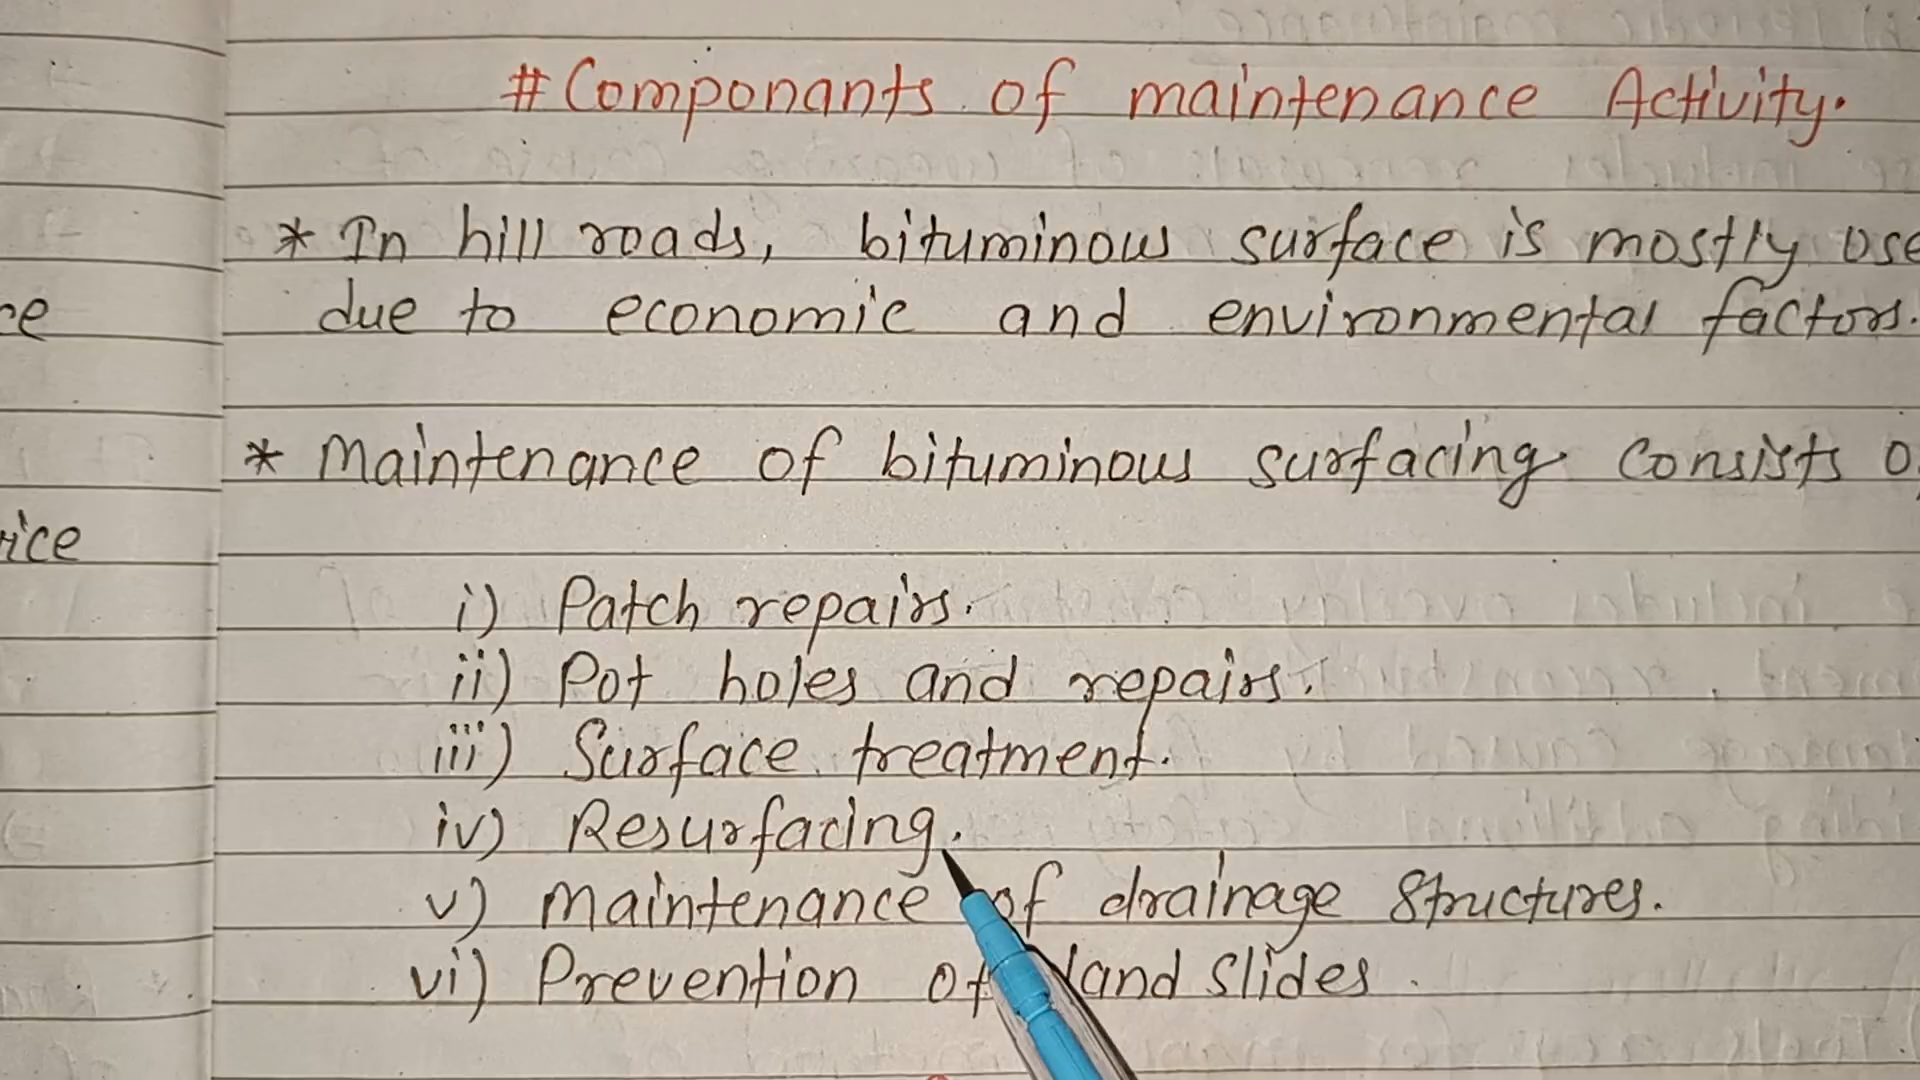 # Componants of maintenance Activity.
* In hill roads, bituminous surface is mostly use
due to economic and environmental factors.
* Maintenance of bituminous surfacing consists o
i) Patch repairs.
ii) Pot holes and repairs.
iii) Surface treatment.
iv) Resurfacing.
v) Maintenance of drainage structures.
vi) Prevention of land slides.